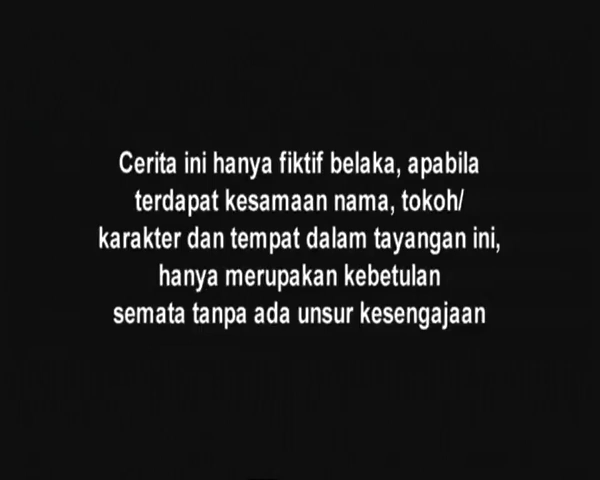 Cerita ini hanya fiktif belaka, apabila
terdapat kesamaan nama, tokoh/
karakter dan tempat dalam tayangan ini,
hanya merupakan kebetulan
semata tanpa ada unsur kesengajaan